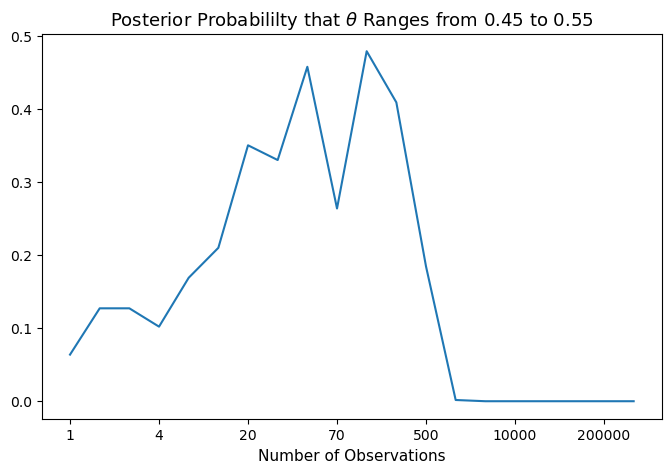 Posterior Probabililty that θ Ranges from 0.45 to 0.55
0.5
0.4
0.3
0.2
0.1
0.0
1 4 20 70 500 10000 200000
Number of Observations